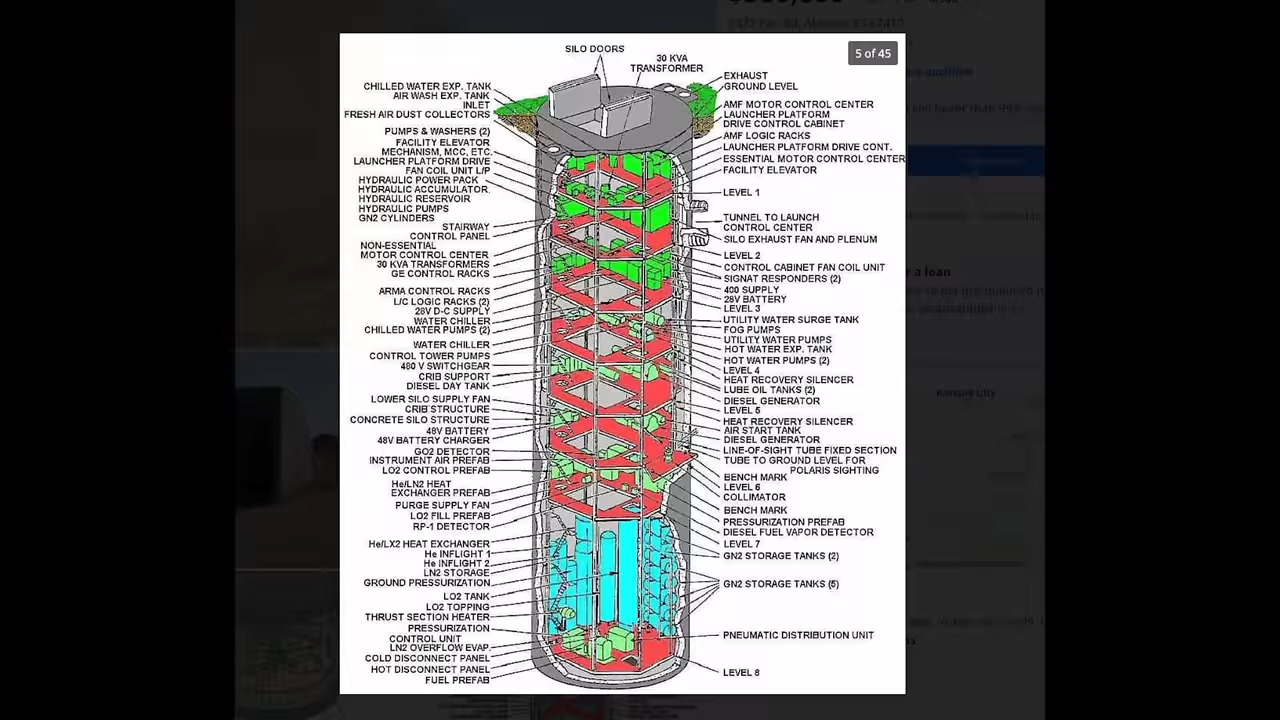 SILO DOORS
30 KVA
TRANSFORMER
5 of 45
CHILLED WATER EXP. TANK
AIR WASH EXP. TANK
INLET
FRESH AIR DUST COLLECTORS
PUMPS & WASHERS (2)
FACILITY ELEVATOR
MECHANISM, MCC, ETC.
LAUNCHER PLATFORM DRIVE
FAN COIL UNIT L/P
HYDRAULIC POWER PACK
HYDRAULIC ACCUMULATOR.
HYDRAULIC RESERVOIR
HYDRAULIC PUMPS
GN2 CYLINDERS
STAIRWAY
CONTROL PANEL
NON-ESSENTIAL
MOTOR CONTROL CENTER
30 KVA TRANSFORMERS
GE CONTROL RACKS
ARMA CONTROL RACKS
L/C LOGIC RACKS (2)
28V D-C SUPPLY
WATER CHILLER
CHILLED WATER PUMPS (2)
WATER CHILLER
CONTROL TOWER PUMPS
480 V SWITCHGEAR
CRIB SUPPORT
DIESEL DAY TANK
LOWER SILO SUPPLY FAN
CRIB STRUCTURE
CONCRETE SILO STRUCTURE
48V BATTERY
48V BATTERY CHARGER
GO2 DETECTOR
INSTRUMENT AIR PREFAB
LO2 CONTROL PREFAB
He/LN2 HEAT
EXCHANGER PREFAB
PURGE SUPPLY FAN
LO2 FILL PREFAB
RP-1 DETECTOR
He/LX2 HEAT EXCHANGER
He INFLIGHT 1
He INFLIGHT 2
LN2 STORAGE
GROUND PRESSURIZATION
LO2 TANK
LO2 TOPPING
THRUST SECTION HEATER
PRESSURIZATION
CONTROL UNIT
LN2 OVERFLOW EVAP.
COLD DISCONNECT PANEL
HOT DISCONNECT PANEL
FUEL PREFAB
EXHAUST
GROUND LEVEL
AMF MOTOR CONTROL CENTER
LAUNCHER PLATFORM
DRIVE CONTROL CABINET
AMF LOGIC RACKS
LAUNCHER PLATFORM DRIVE CONT.
ESSENTIAL MOTOR CONTROL CENTER
FACILITY ELEVATOR
LEVEL 1
TUNNEL TO LAUNCH
CONTROL CENTER
SILO EXHAUST FAN AND PLENUM
LEVEL 2
CONTROL CABINET FAN COIL UNIT
SIGNAT RESPONDERS (2)
400 SUPPLY
28V BATTERY
LEVEL 3
UTILITY WATER SURGE TANK
FOG PUMPS
UTILITY WATER PUMPS
HOT WATER EXP. TANK
HOT WATER PUMPS (2)
LEVEL 4
HEAT RECOVERY SILENCER
LUBE OIL TANKS (2)
DIESEL GENERATOR
LEVEL 5
HEAT RECOVERY SILENCER
AIR START TANK
DIESEL GENERATOR
LINE-OF-SIGHT TUBE FIXED SECTION
TUBE TO GROUND LEVEL FOR
POLARIS SIGHTING
BENCH MARK
LEVEL 6
COLLIMATOR
BENCH MARK
PRESSURIZATION PREFAB
DIESEL FUEL VAPOR DETECTOR
LEVEL 7
GN2 STORAGE TANKS (2)
GN2 STORAGE TANKS (5)
PNEUMATIC DISTRIBUTION UNIT
LEVEL 8
a loan
Kansas City